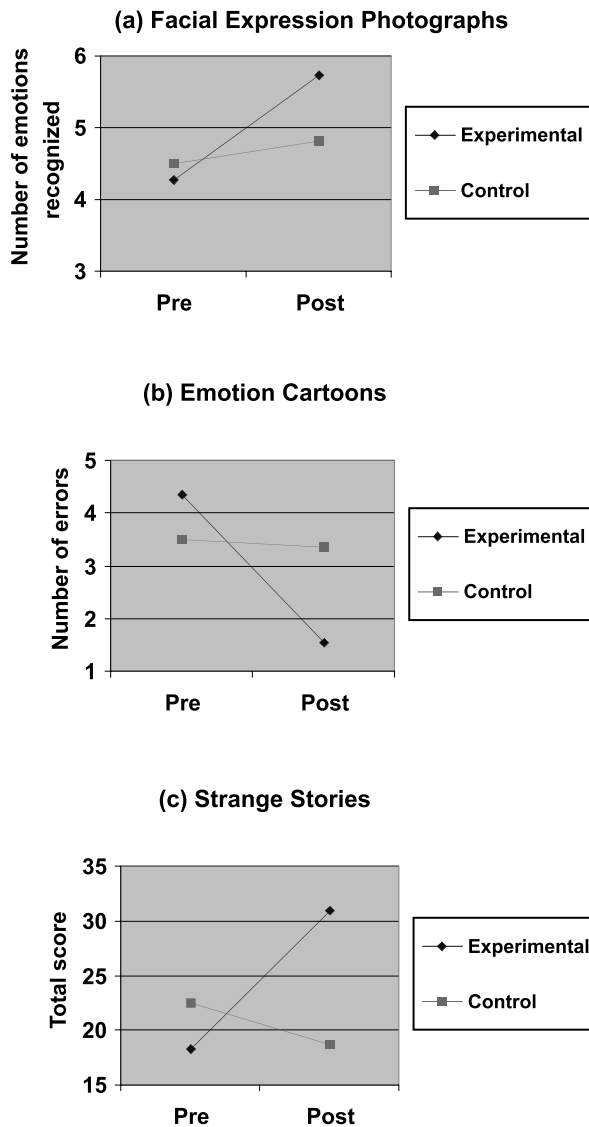 (a) Facial Expression Photographs
Number of emotions
recognized
6
5
4
3
Pre
Post
Experimental
Control
(b) Emotion Cartoons
Number of errors
5
4
3
2
1
Pre
Post
Experimental
Control
(c) Strange Stories
Total score
35
30
25
20
15
Pre
Post
Experimental
Control